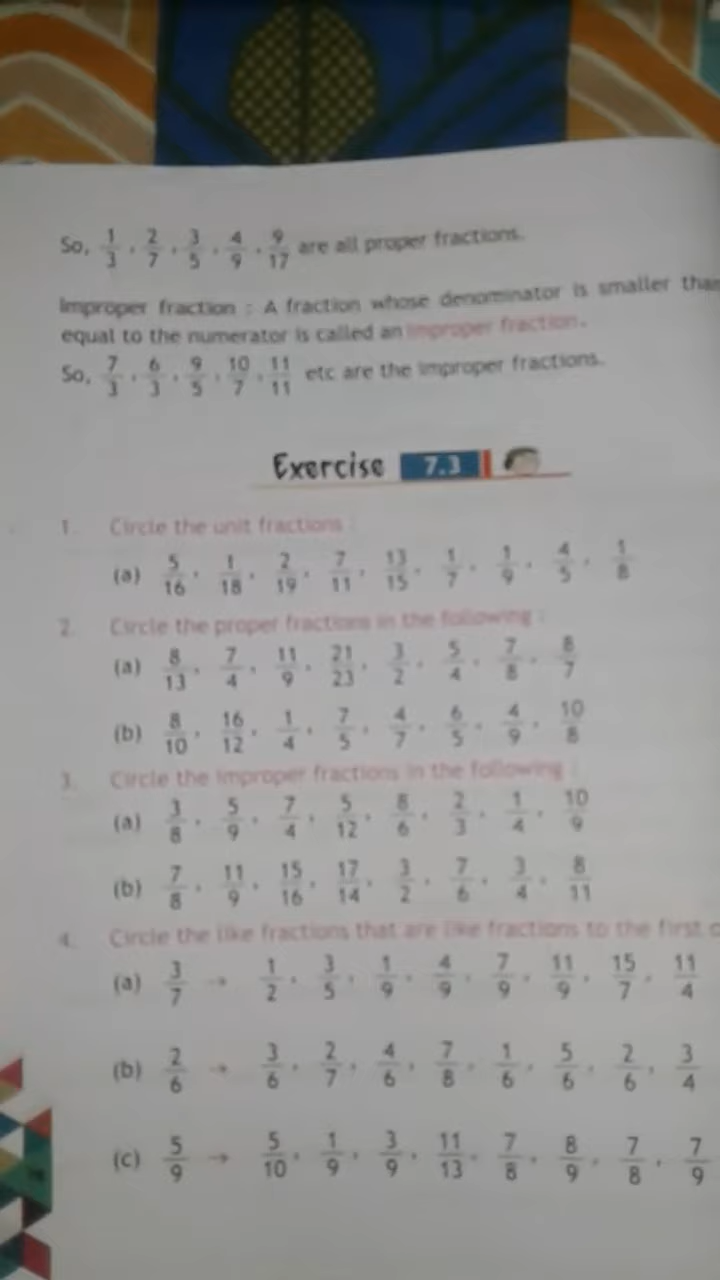 So, 1/3, 2/7, 3/5, 4/9, 9/17 are all proper fractions.
Improper fraction : A fraction whose denominator is smaller than
equal to the numerator is called an improper fraction.
So, 7/3, 6/3, 9/5, 10/7, 11/11 etc are the improper fractions.
Exercise 7.3
1. Circle the unit fractions :
(a) 5/16, 1/18, 2/19, 7/11, 13/15, 1/7, 1/9, 4/5, 1/8
2. Circle the proper fractions in the following :
(a) 8/13, 7/4, 11/9, 21/23, 3/2, 5/4, 7/8, 8/7
(b) 8/10, 16/12, 1/4, 7/5, 4/7, 6/5, 4/9, 10/8
3. Circle the improper fractions in the following :
(a) 3/8, 5/9, 7/4, 5/12, 8/6, 2/3, 1/4, 10/9
(b) 7/8, 11/9, 15/16, 17/14, 3/2, 7/6, 3/4, 8/11
4. Circle the like fractions that are like fractions to the first
(a) 3/7 → 1/2, 3/5, 1/9, 4/9, 7/9, 11/9, 15/7, 11/4
(b) 2/6 → 3/6, 2/7, 4/6, 7/8, 1/6, 5/6, 2/6, 3/4
(c) 5/9 → 5/10, 1/9, 3/9, 11/13, 7/8, 8/9, 7/8, 7/9